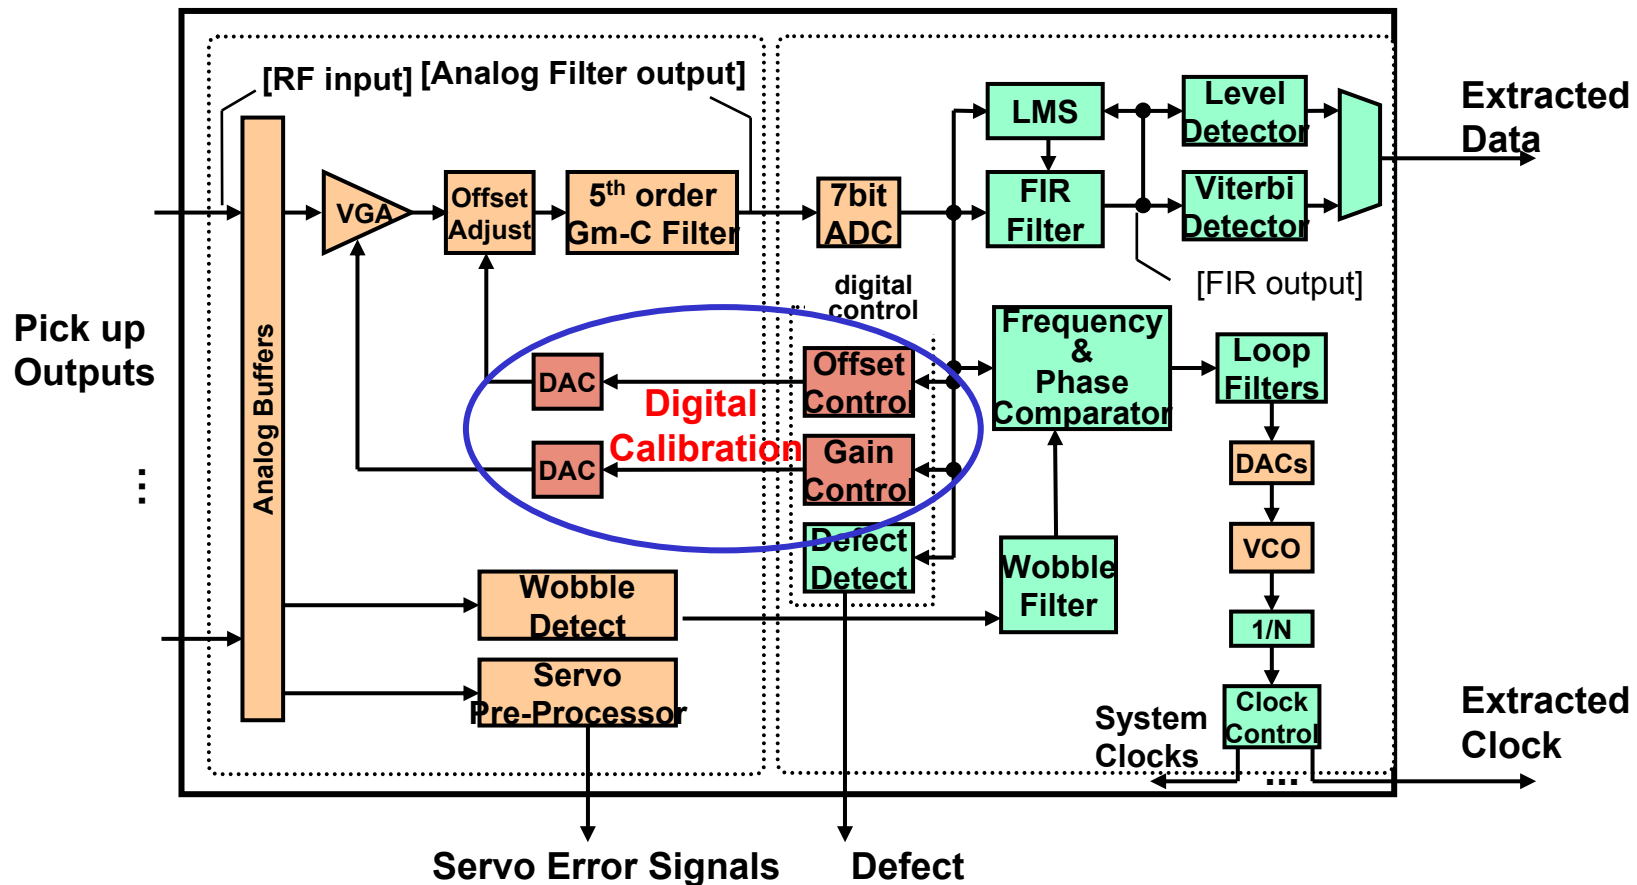 [RF input] [Analog Filter output]
LMS
Level
Detector
Extracted
Data
VGA
Offset
Adjust
5th order
Gm-C Filter
7bit
ADC
FIR
Filter
Viterbi
Detector
[FIR output]
digital
control
Pick up
Outputs
...
Analog Buffers
DAC
Offset
Control
Digital
Calibration
DAC
Gain
Control
Frequency
&
Phase
Comparator
Loop
Filters
DACs
VCO
1/N
Defect
Detect
Wobble
Filter
Wobble
Detect
Servo
Pre-Processor
Clock
Control
System
Clocks
...
Extracted
Clock
Servo Error Signals
Defect